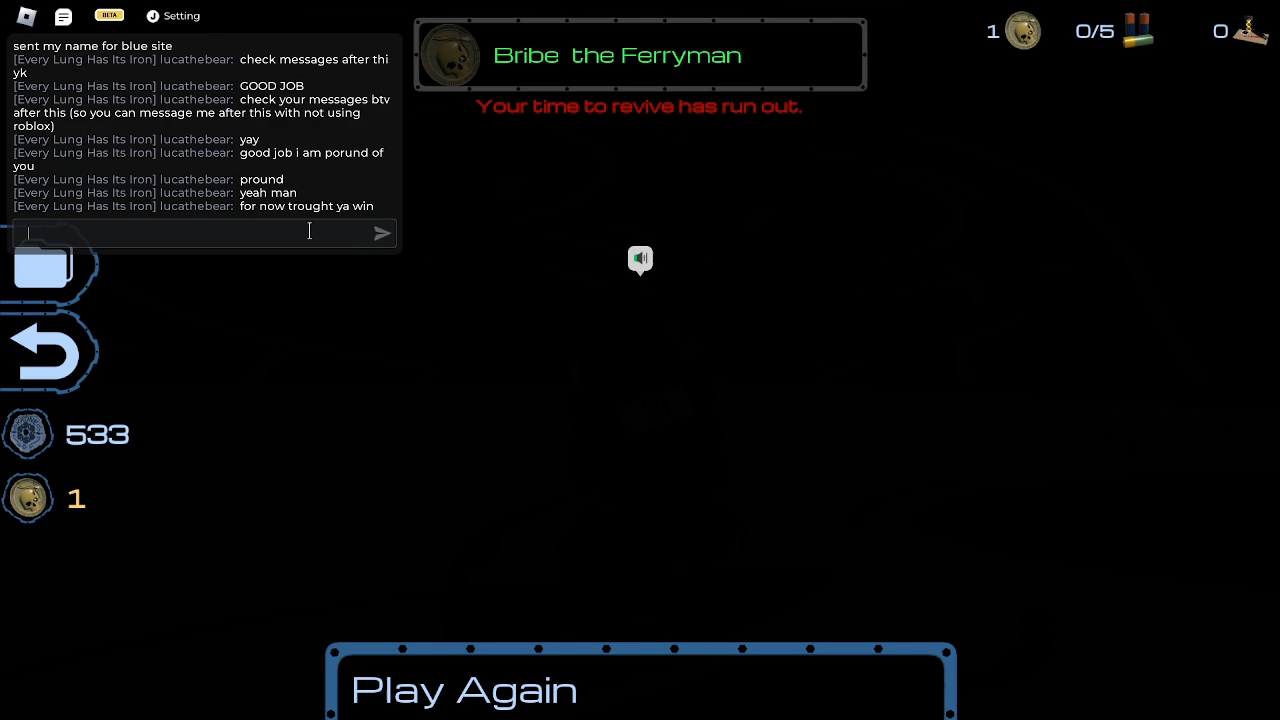 BETA
J Setting
sent my name for blue site
[Every Lung Has Its Iron] lucathebear: check messages after thi
yk
[Every Lung Has Its Iron] lucathebear: GOOD JOB
[Every Lung Has Its Iron] lucathebear: check your messages btv
after this (so you can message me after this with not using
roblox)
[Every Lung Has Its Iron] lucathebear: yay
[Every Lung Has Its Iron] lucathebear: good job i am porund of
you
[Every Lung Has Its Iron] lucathebear: pround
[Every Lung Has Its Iron] lucathebear: yeah man
[Every Lung Has Its Iron] lucathebear: for now trought ya win
Bribe the Ferryman
Your time to revive has run out.
1
0/5
0
533
1
Play Again